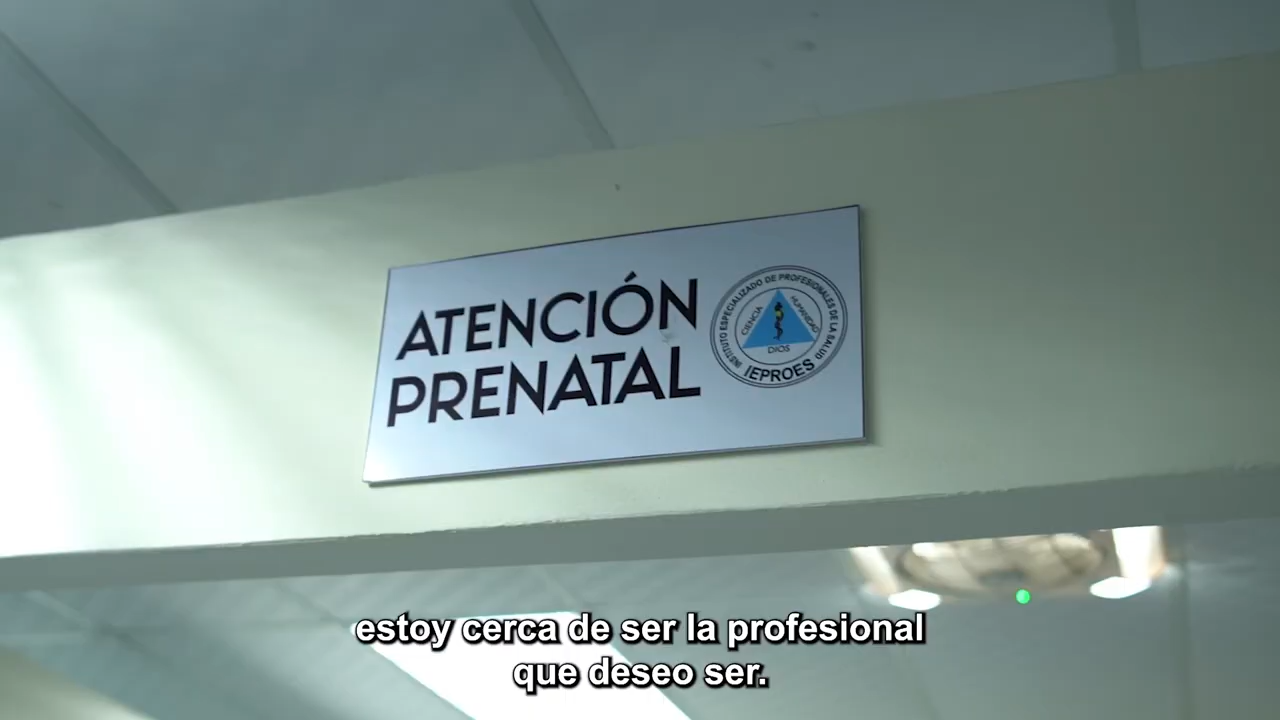 ATENCIÓN
PRENATAL
INSTITUTO ESPECIALIZADO DE PROFESIONALES DE LA SALUD
CIENCIA
HUMANIDAD
DIOS
IEPROES
estoy cerca de ser la profesional
que deseo ser.